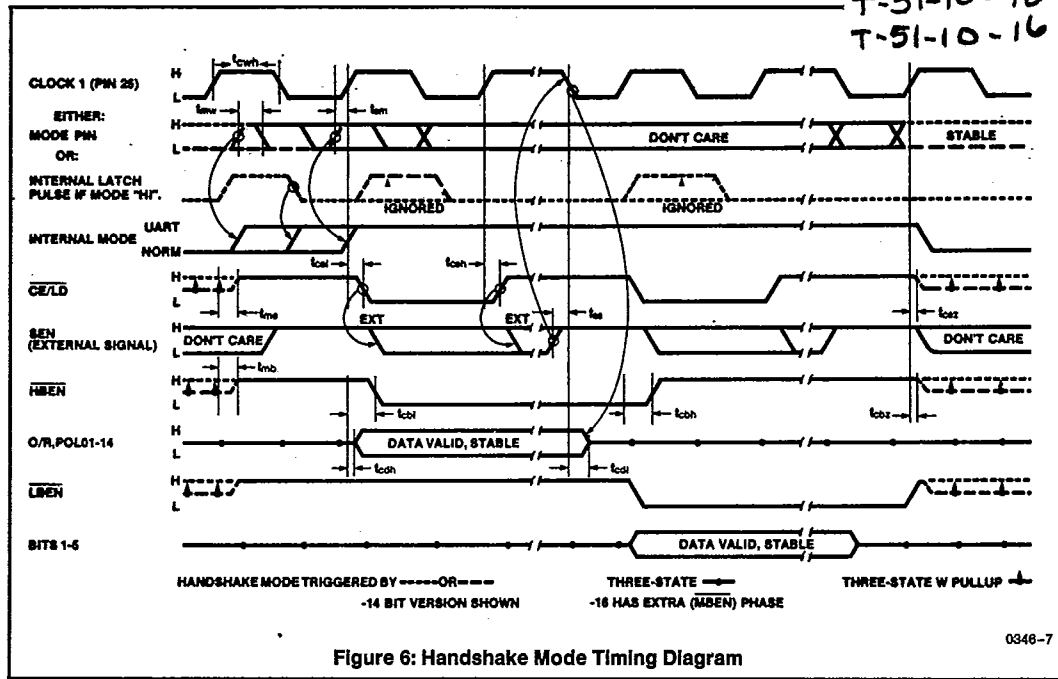 T-51-10-16
T-51-10-16
CLOCK 1 (PIN 25)
H
L
tcwh
tmw
tsm
EITHER:
MODE PIN
OR:
H
L
DON'T CARE
STABLE
INTERNAL LATCH
PULSE IF MODE "HI".
IGNORED
IGNORED
INTERNAL MODE
UART
NORM
tcel
tceh
CE/LD
H
L
tme
EXT
EXT
tss
tcez
SEN
(EXTERNAL SIGNAL)
H
L
DON'T CARE
DON'T CARE
tmb
HBEN
H
L
tcbl
tcbh
tcbz
O/R,POL01-14
H
L
DATA VALID, STABLE
tcdh
tcdl
LBEN
H
L
BITS 1-5
DATA VALID, STABLE
HANDSHAKE MODE TRIGGERED BY -----OR— — —
THREE-STATE
THREE-STATE W PULLUP
-14 BIT VERSION SHOWN
-16 HAS EXTRA (MBEN) PHASE
0346–7
Figure 6: Handshake Mode Timing Diagram